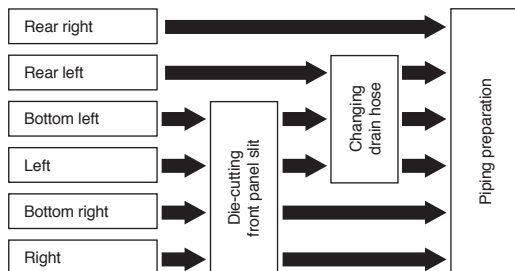 Rear right
Rear left
Bottom left
Left
Bottom right
Right
Die-cutting
front panel slit
Changing
drain hose
Piping preparation